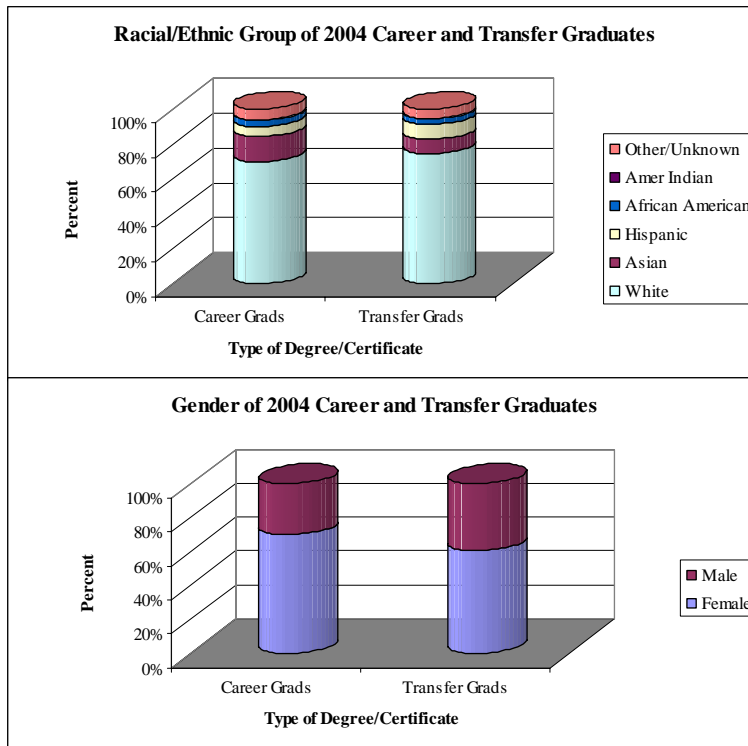 Racial/Ethnic Group of 2004 Career and Transfer Graduates
100%
80%
60%
40%
20%
0%
Percent
Career Grads Transfer Grads
Type of Degree/Certificate
Other/Unknown
Amer Indian
African American
Hispanic
Asian
White
Gender of 2004 Career and Transfer Graduates
100%
80%
60%
40%
20%
0%
Percent
Career Grads Transfer Grads
Type of Degree/Certificate
Male
Female